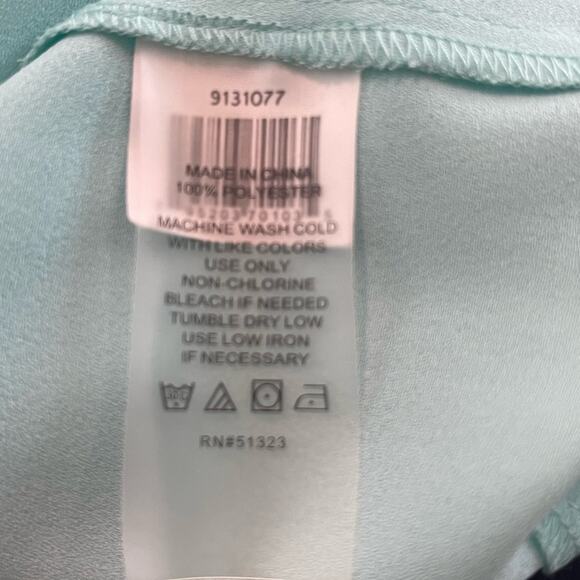 9131077
MADE IN CHINA
100% POLYESTER
MACHINE WASH COLD
WITH LIKE COLORS
USE ONLY
NON-CHLORINE
BLEACH IF NEEDED
TUMBLE DRY LOW
USE LOW IRON
IF NECESSARY
RN#51323